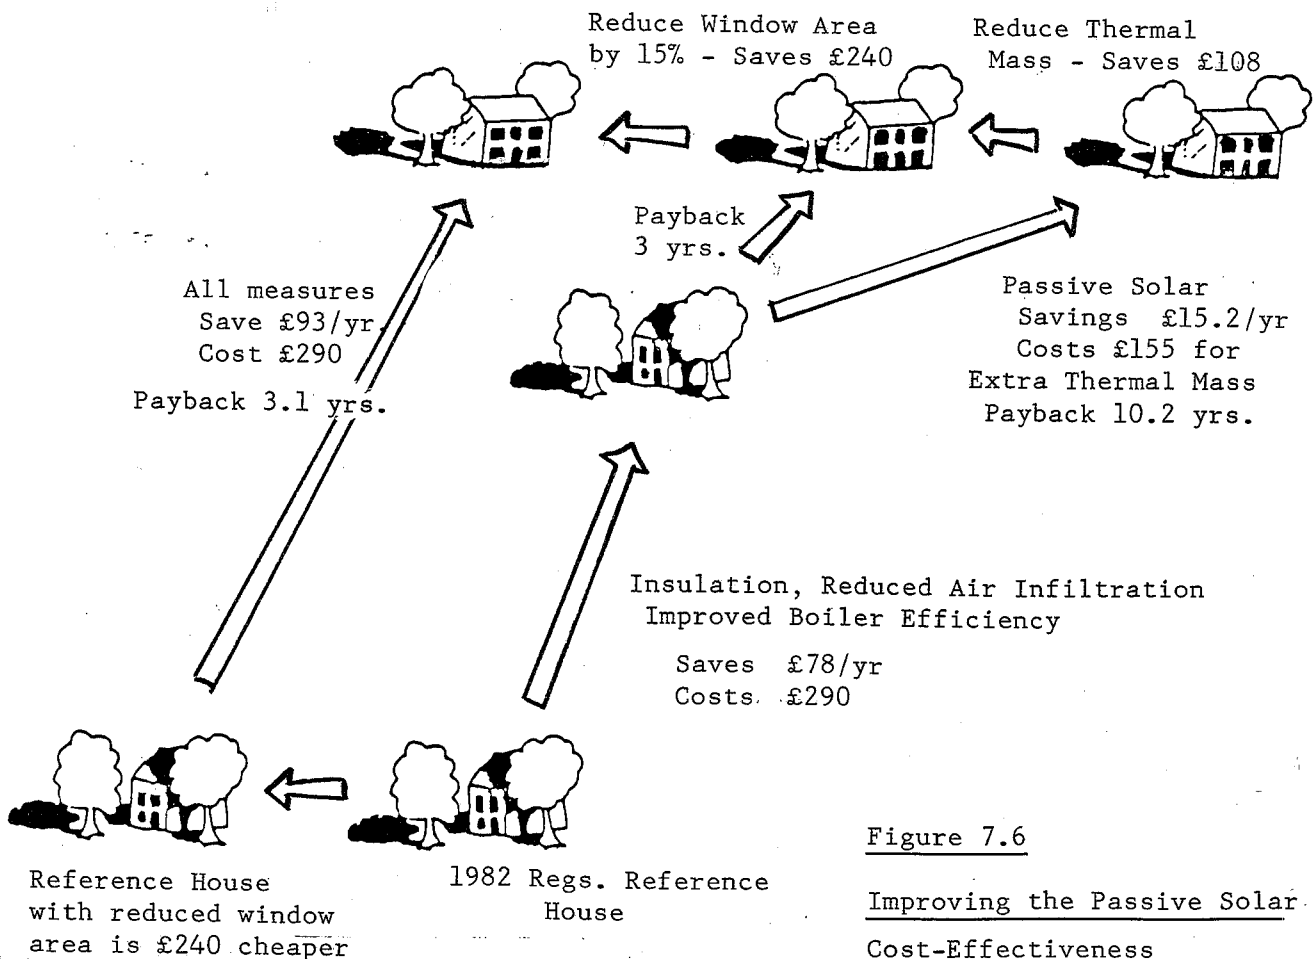 Reduce Window Area
by 15% - Saves £240
Reduce Thermal
Mass - Saves £108
Payback
3 yrs.
All measures
Save £93/yr
Cost £290
Payback 3.1 yrs.
Passive Solar
Savings £15.2/yr
Costs £155 for
Extra Thermal Mass
Payback 10.2 yrs.
Insulation, Reduced Air Infiltration
Improved Boiler Efficiency
Saves £78/yr
Costs £290
Reference House
with reduced window
area is £240 cheaper
1982 Regs. Reference
House
Figure 7.6
Improving the Passive Solar
Cost-Effectiveness